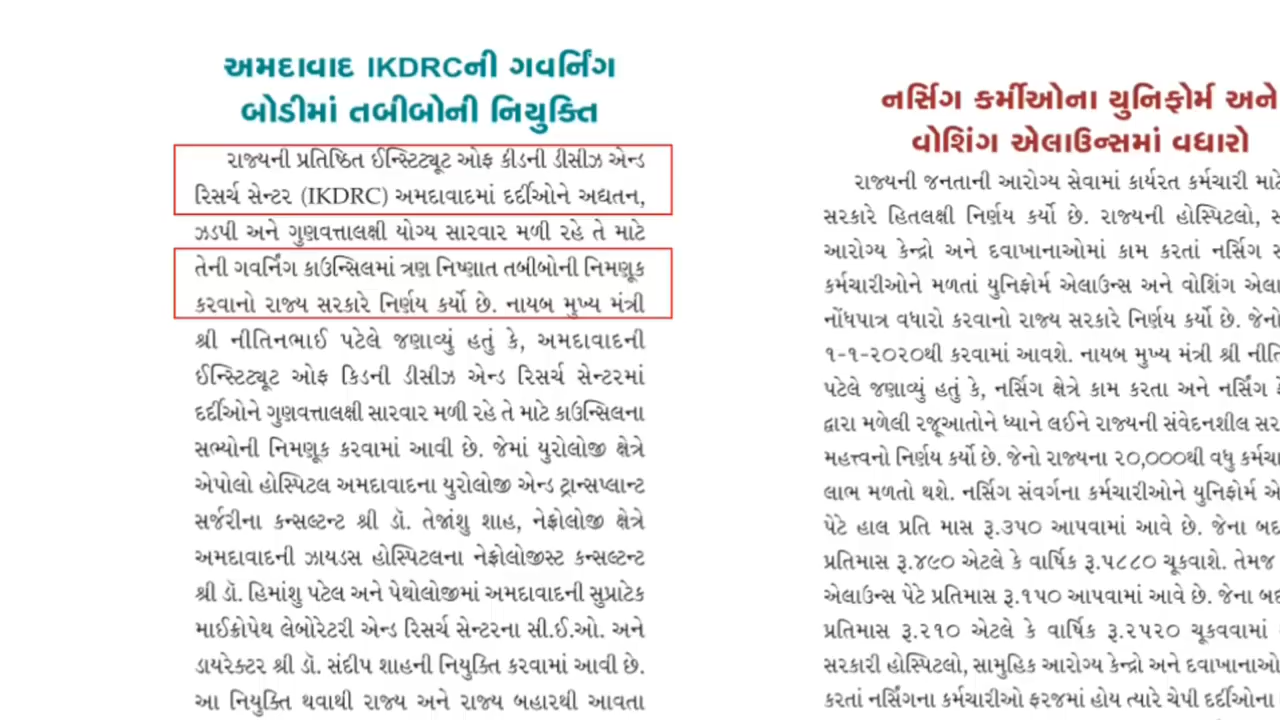 અમદાવાદ IKDRCની ગવર્નિંગ
બોડીમાં તબીબોની નિયુક્તિ
રાજ્યની પ્રતિષ્ઠિત ઈન્સ્ટિટ્યૂટ ઓફ કીડની ડીસીઝ એન્ડ
રિસર્ચ સેન્ટર (IKDRC) અમદાવાદમાં દર્દીઓને અદ્યતન,
ઝડપી અને ગુણવત્તાલક્ષી યોગ્ય સારવાર મળી રહે તે માટે
તેની ગવર્નિંગ કાઉન્સિલમાં ત્રણ નિષ્ણાત તબીબોની નિમણૂક
કરવાનો રાજ્ય સરકારે નિર્ણય કર્યો છે. નાયબ મુખ્ય મંત્રી
શ્રી નીતિનભાઈ પટેલે જણાવ્યું હતું કે, અમદાવાદની
ઈન્સ્ટિટ્યૂટ ઓફ કિડની ડીસીઝ એન્ડ રિસર્ચ સેન્ટરમાં
દર્દીઓને ગુણવત્તાલક્ષી સારવાર મળી રહે તે માટે કાઉન્સિલના
સભ્યોની નિમણૂક કરવામાં આવી છે. જેમાં યુરોલોજી ક્ષેત્રે
એપોલો હોસ્પિટલ અમદાવાદના યુરોલોજી એન્ડ ટ્રાન્સપ્લાન્ટ
સર્જરીના કન્સલ્ટન્ટ શ્રી ડૉ. તેજાંશુ શાહ, નેફ્રોલોજી ક્ષેત્રે
અમદાવાદની ઝાયડસ હોસ્પિટલના નેફ્રોલોજીસ્ટ કન્સલ્ટન્ટ
શ્રી ડૉ. હિમાંશુ પટેલ અને પેથોલોજીમાં અમદાવાદની સુપ્રાટેક
માઈક્રોપેથ લેબોરેટરી એન્ડ રિસર્ચ સેન્ટરના સી.ઈ.ઓ. અને
ડાયરેક્ટર શ્રી ડૉ. સંદીપ શાહની નિયુક્તિ કરવામાં આવી છે.
આ નિયુક્તિ થવાથી રાજ્ય અને રાજ્ય બહારથી આવતા
નર્સિગ કર્મીઓના યુનિફોર્મ અને
વોશિંગ એલાઉન્સમાં વધારો
રાજ્યની જનતાની આરોગ્ય સેવામાં કાર્યરત કર્મચારી માટે
સરકારે હિતલક્ષી નિર્ણય કર્યો છે. રાજ્યની હોસ્પિટલો,
આરોગ્ય કેન્દ્રો અને દવાખાનાઓમાં કામ કરતાં નર્સિગ
કર્મચારીઓને મળતાં યુનિફોર્મ એલાઉન્સ અને વોશિંગ
નોંધપાત્ર વધારો કરવાનો રાજ્ય સરકારે નિર્ણય કર્યો છે. જેનો
૧-૧-૨૦૨૦થી કરવામાં આવશે. નાયબ મુખ્ય મંત્રી શ્રી
પટેલે જણાવ્યું હતું કે, નર્સિગ ક્ષેત્રે કામ કરતા અને નર્સિંગ
દ્વારા મળેલી રજૂઆતોને ધ્યાને લઈને રાજ્યની સંવેદનશીલ
મહત્ત્વનો નિર્ણય કર્યો છે. જેનો રાજ્યના ૨૦,૦૦૦થી વધુ
લાભ મળતો થશે. નર્સિગ સંવર્ગના કર્મચારીઓને યુનિફોર્મ
પેટે હાલ પ્રતિ માસ રૂ.૩૫૦ આપવામાં આવે છે. જેના
પ્રતિમાસ રૂ.૪૯૦ એટલે કે વાર્ષિક રૂ.૫૮૮૦ ચૂકવાશે. તેમજ
એલાઉન્સ પેટે પ્રતિમાસ રૂ.૧૫૦ આપવામાં આવે છે. જેના
પ્રતિમાસ રૂ.૨૧૦ એટલે કે વાર્ષિક રૂ.૨૫૨૦ ચૂકવવામાં
સરકારી હોસ્પિટલો, સામુહિક આરોગ્ય કેન્દ્રો અને દવાખાનાઓ
કરતાં નર્સિંગના કર્મચારીઓ ફરજમાં હોય ત્યારે ચેપી દર્દીઓના